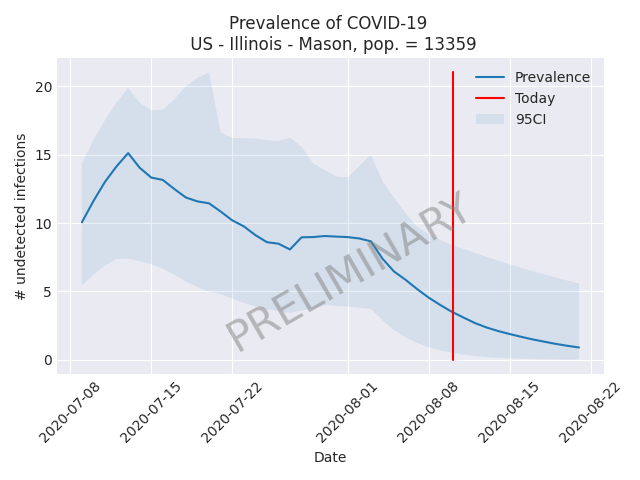 Prevalence of COVID-19
US - Illinois - Mason, pop. = 13359
20
15
10
5
0
# undetected infections
Prevalence
Today
95CI
PRELIMINARY
2020-07-08
2020-07-15
2020-07-22
2020-08-01
2020-08-08
2020-08-15
2020-08-22
Date